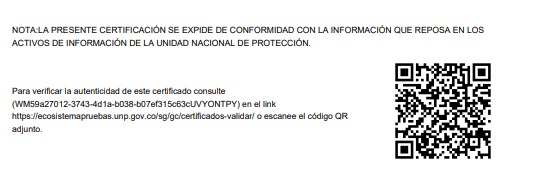 NOTA:LA PRESENTE CERTIFICACIÓN SE EXPIDE DE CONFORMIDAD CON LA INFORMACIÓN QUE REPOSA EN LOS
ACTIVOS DE INFORMACIÓN DE LA UNIDAD NACIONAL DE PROTECCIÓN.
Para verificar la autenticidad de este certificado consulte
(WM59a27012-3743-4d1a-b038-b07ef315c63cUVYONTPY) en el link
https://ecosistemapruebas.unp.gov.co/sg/gc/certificados-validar/ o escanee el código QR
adjunto.